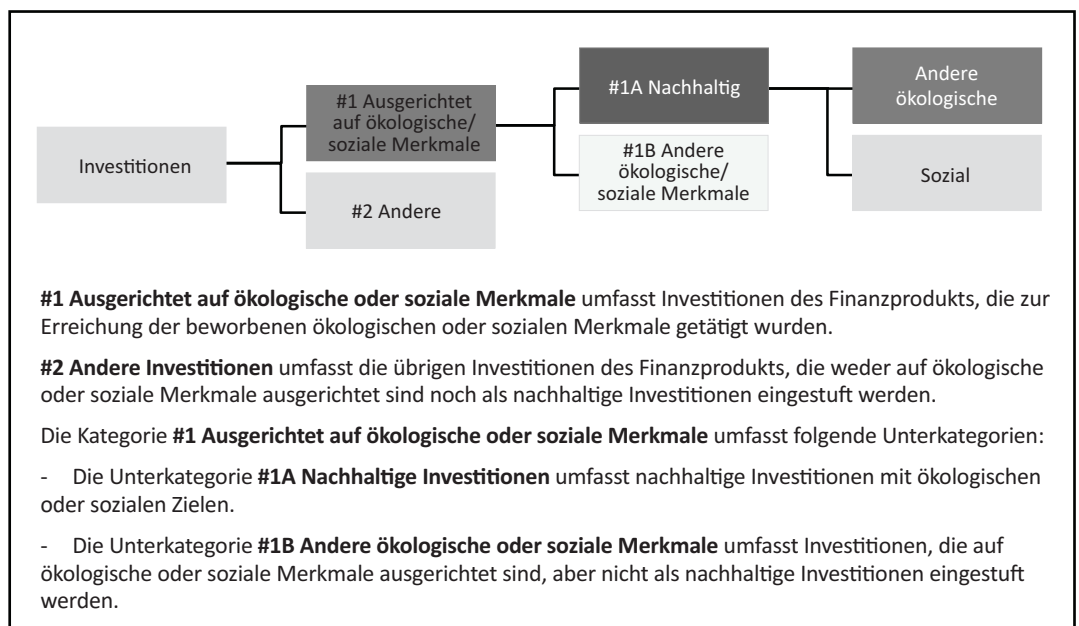 Investitionen
#1 Ausgerichtet
auf ökologische/
soziale Merkmale
#2 Andere
#1A Nachhaltig
#1B Andere
ökologische/
soziale Merkmale
Andere
ökologische
Sozial
#1 Ausgerichtet auf ökologische oder soziale Merkmale umfasst Investitionen des Finanzprodukts, die zur
Erreichung der beworbenen ökologischen oder sozialen Merkmale getätigt wurden.
#2 Andere Investitionen umfasst die übrigen Investitionen des Finanzprodukts, die weder auf ökologische
oder soziale Merkmale ausgerichtet sind noch als nachhaltige Investitionen eingestuft werden.
Die Kategorie #1 Ausgerichtet auf ökologische oder soziale Merkmale umfasst folgende Unterkategorien:
- Die Unterkategorie #1A Nachhaltige Investitionen umfasst nachhaltige Investitionen mit ökologischen
oder sozialen Zielen.
- Die Unterkategorie #1B Andere ökologische oder soziale Merkmale umfasst Investitionen, die auf
ökologische oder soziale Merkmale ausgerichtet sind, aber nicht als nachhaltige Investitionen eingestuft
werden.